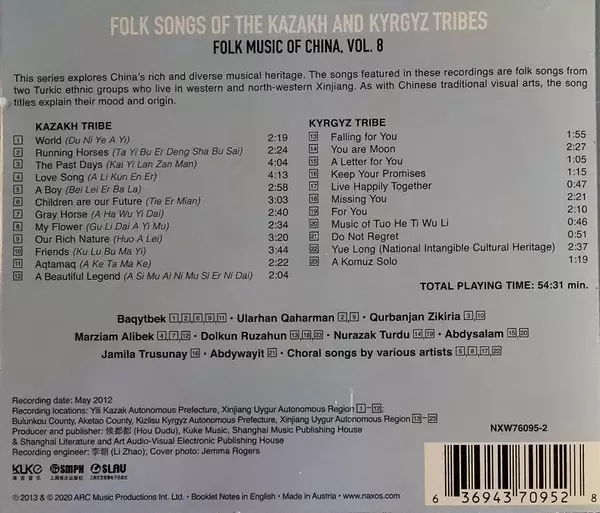 FOLK SONGS OF THE KAZAKH AND KYRGYZ TRIBES
FOLK MUSIC OF CHINA, VOL. 8
This series explores China's rich and diverse musical heritage. The songs featured in these recordings are folk songs from
two Turkic ethnic groups who live in western and north-western Xinjiang. As with Chinese traditional visual arts, the song
titles explain their mood and origin.
KAZAKH TRIBE
1 World (Du Ni Ye A Yi) 2:19
2 Running Horses (Ta Yi Bu Er Deng Sha Bu Sai) 2:24
3 The Past Days (Kai Yi Lan Zan Man) 4:04
4 Love Song (A Li Kun En Er) 4:13
5 A Boy (Bei Lei Er Ba La) 2:58
6 Children are our Future (Tie Er Mian) 3:03
7 Gray Horse (A Ha Wu Yi Dai) 2:40
8 My Flower (Gu Li Dai A Yi Mu) 2:34
9 Our Rich Nature (Huo A Lei) 3:20
10 Friends (Ku Lu Bu Ma Yi) 3:44
11 Aqtamaq (A Ke Ta Ma Ke) 2:22
12 A Beautiful Legend (A Si Mu Ai Ni Mu Si Er Ni Dai) 2:04
KYRGYZ TRIBE
13 Falling for You 1:55
14 You are Moon 2:27
15 A Letter for You 1:05
16 Keep Your Promises 1:15
17 Live Happily Together 0:47
18 Missing You 2:21
19 For You 2:10
20 Music of Tuo He Ti Wu Li 0:46
21 Do Not Regret 0:51
22 Yue Long (National Intangible Cultural Heritage) 2:37
23 A Komuz Solo 1:19
TOTAL PLAYING TIME: 54:31 min.
Baqytbek 1 11 · Ularhan Qaharman 2,9 · Qurbanjan Zikiria 3,10
Marziam Alibek 4,7,12 · Dolkun Ruzahun 13,18,23 · Nurazak Turdu 14,19 · Abdysalam 15,20
Jamila Trusunay 16 · Abdywayit 21 · Choral songs by various artists 5,8,17,22
Recording date: May 2012
Recording locations: Yili Kazak Autonomous Prefecture, Xinjiang Uygur Autonomous Region 1–12;
Bulunkou County, Aketao County, Kizilsu Kyrgyz Autonomous Prefecture, Xinjiang Uygur Autonomous Region 13–23
Producer and publisher: 侯都都 (Hou Dudu), Kuke Music, Shanghai Music Publishing House
& Shanghai Literature and Art Audio-Visual Electronic Publishing House
Recording engineer: 李朝 (Li Zhao) · Cover photo: Jemma Rogers
NXW76095-2
KUKE SMPH SLAV
℗ 2013 & © 2020 ARC Music Productions Int. Ltd. • Booklet Notes in English • Made in Austria • www.naxos.com
6 36943 70952 8